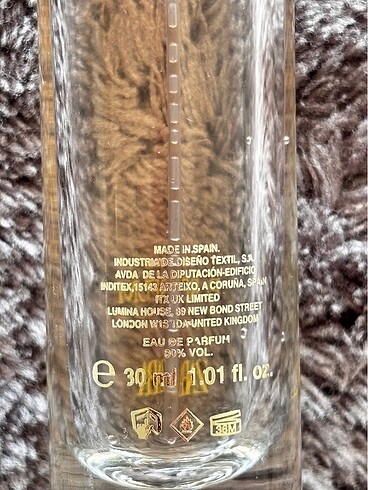 MADE IN SPAIN.
INDUSTRIA DE DISEÑO TEXTIL, S.A.
AVDA DE LA DIPUTACIÓN-EDIFICIO
INDITEX,15143 ARTEIXO, A CORUÑA, SPAIN
ITX UK LIMITED
LUMINA HOUSE, 89 NEW BOND STREET
LONDON W1S 1DA-UNITED KINGDOM
EAU DE PARFUM
80% VOL.
e 30 ml 1.01 fl. oz.
36M